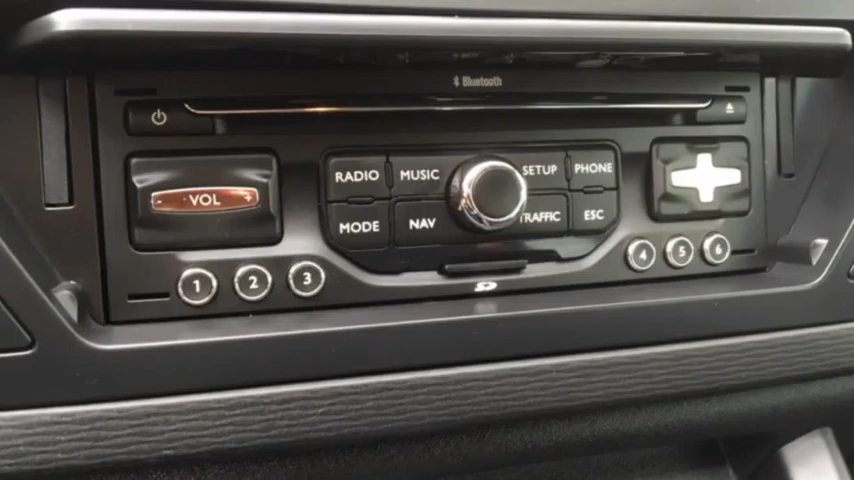 Bluetooth
RADIO MUSIC SETUP PHONE
- VOL +
MODE NAV TRAFFIC ESC
1 2 3 4 5 6
SD